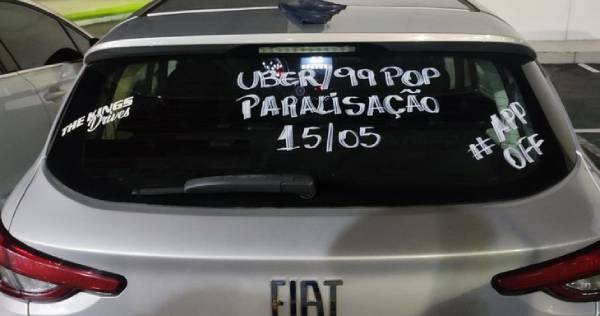 UBER/99 POP
PARALISAÇÃO
15/05
THE KINGS
Drives
#APP
OFF
FIAT